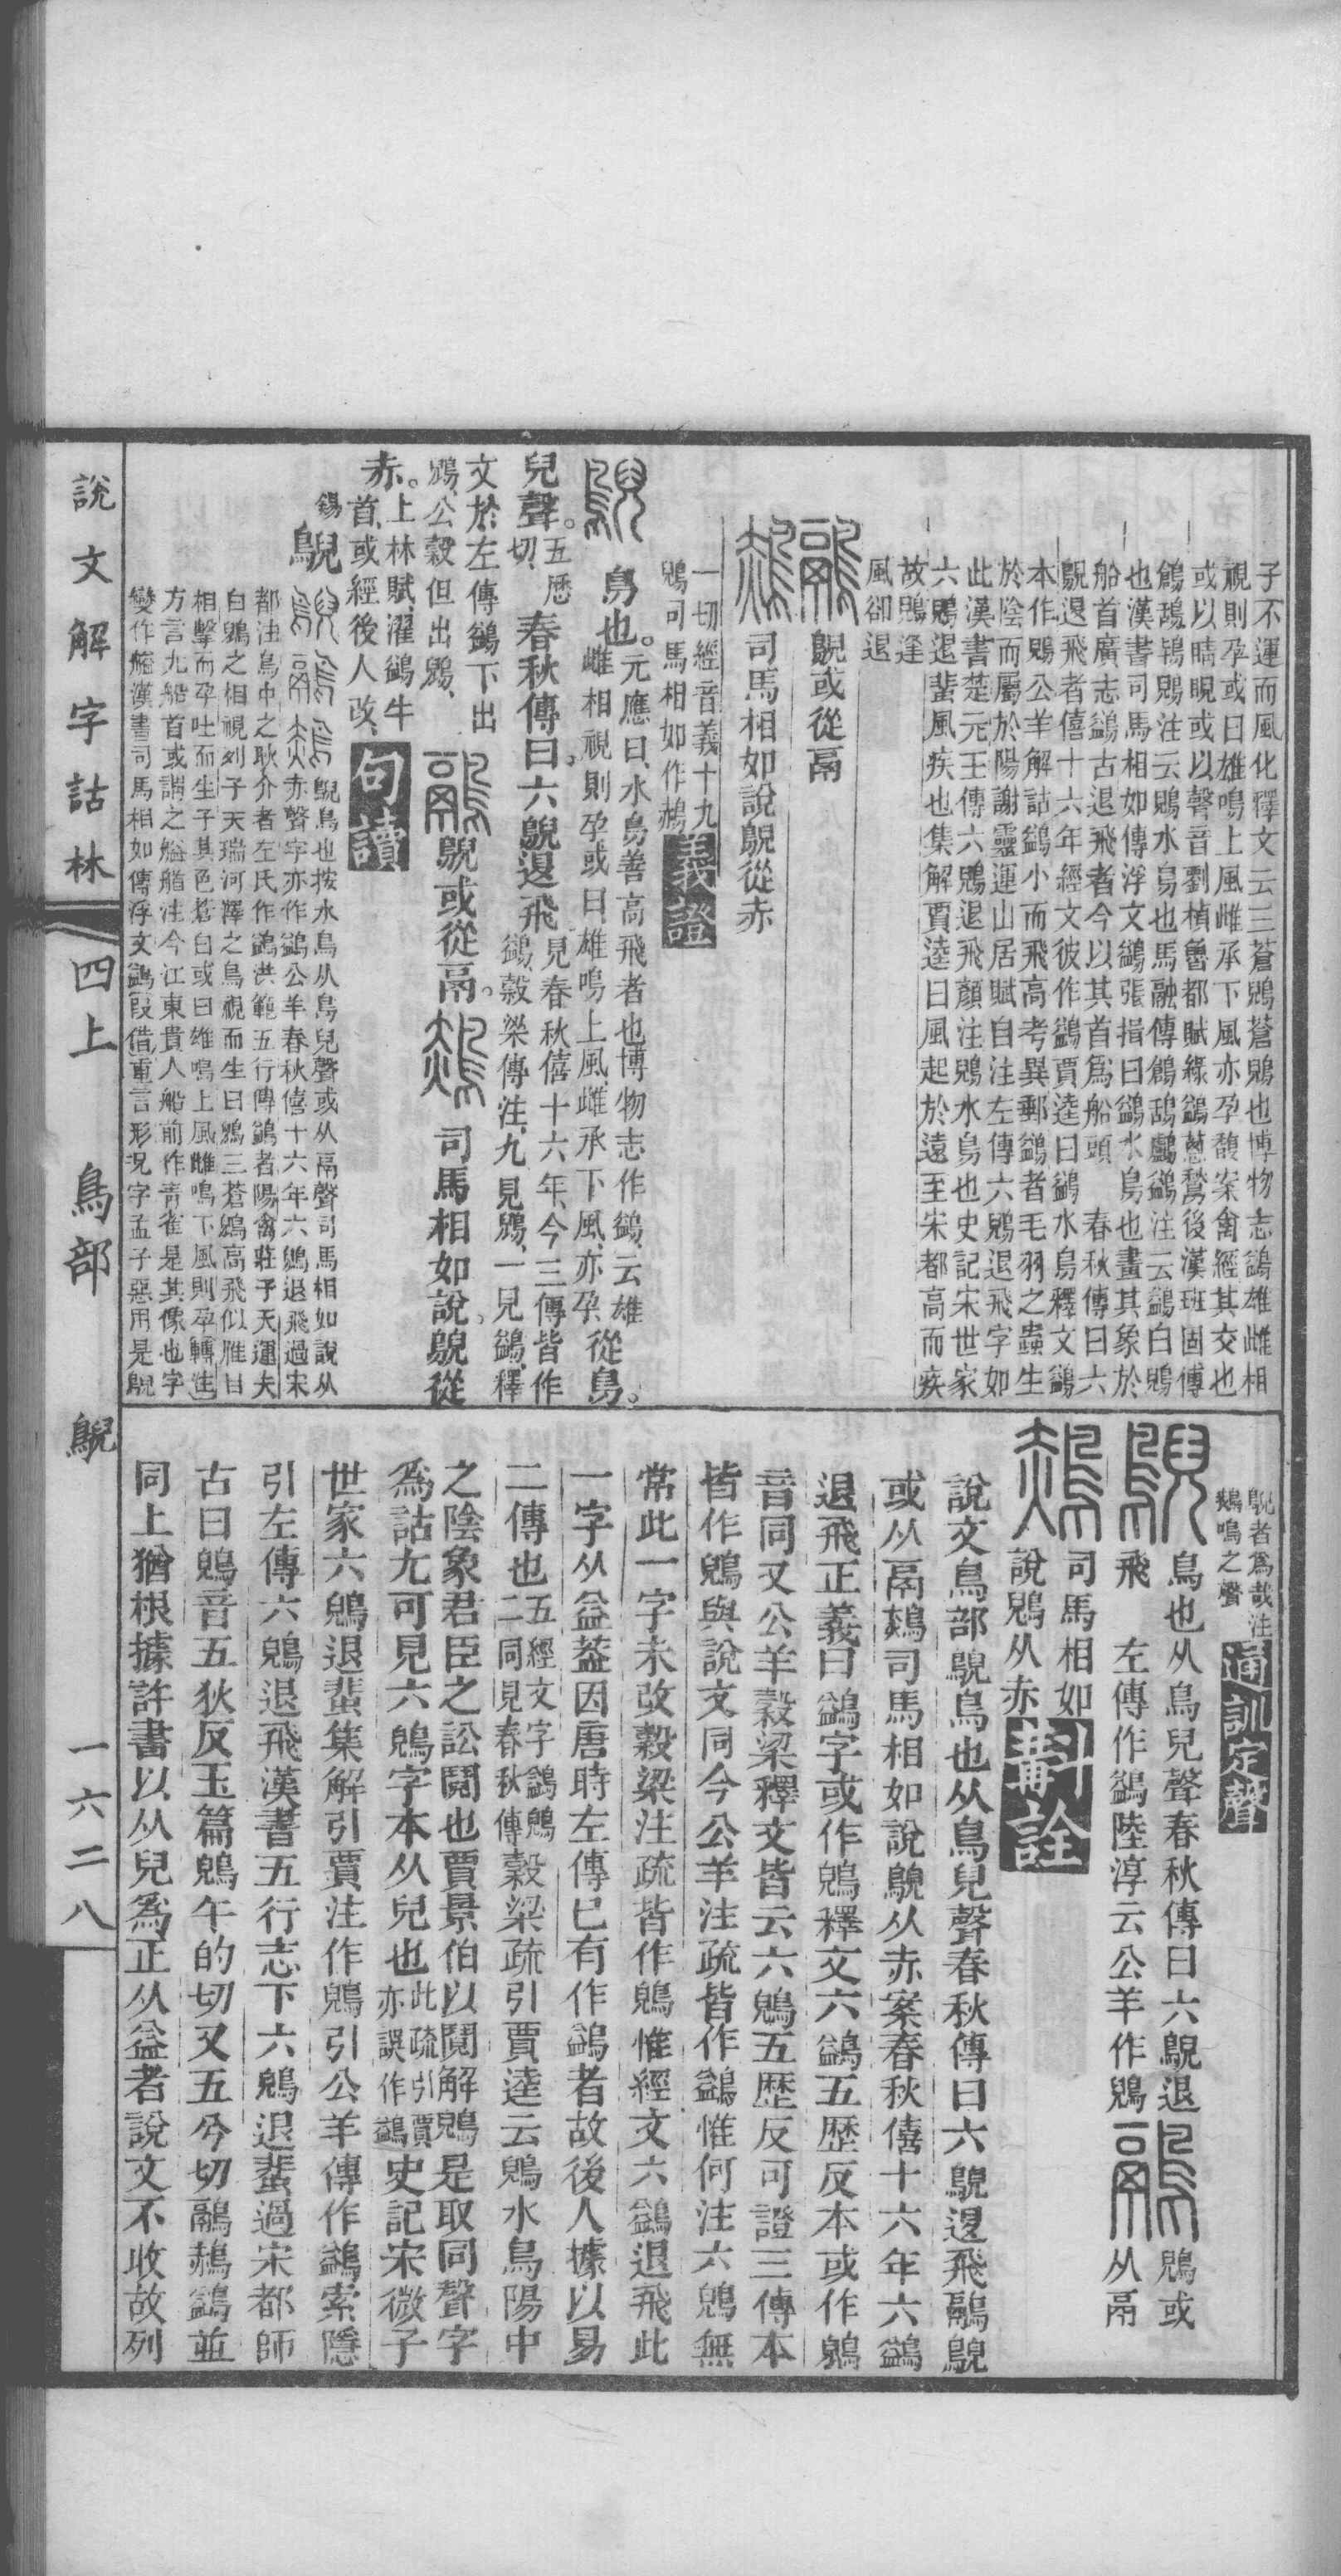 子不運而風化釋文云三蒼鶂蒼鶂也博物志鷁雄雌相
視則孕或曰雄鳴上風雌承下風亦孕馥案禽經其交也
或以睛睨或以聲音劉楨魯都賦綠鷁蔥鶖後漢班固傳
鶬鴰鴇鶂注云鶂水鳥也馬融傳鶬鴰鸕鷁注云鷁白鶂
也漢書司馬相如傳浮文鷁張揖曰鷁水鳥也畫其象於
船首廣志鷁古退飛者今以其首爲船頭　春秋傳曰六
鶃退飛者僖十六年經文彼作鷁賈逵曰鷁水鳥釋文鷁
本作鶂公羊解詁鷁小而飛高考異郵鷁者毛羽之蟲生
於陰而屬於陽謝靈運山居賦自注左傳六鶂退飛字如
此漢書楚元王傳六鶂退飛顏注鶂水鳥也史記宋世家
六鶂退蜚風疾也集解賈逵曰風起於遠至宋都高而疾
故鶂逢
風卻退
鶃或從鬲
司馬相如說鶃從赤
一切經音義十九
鶂司馬相如作鶒
義證
鳥也。元應曰、水鳥善高飛者也博物志作鷁、云雄
雌相視則孕或曰、雄鳴上風、雌承下風、亦孕、從鳥。
兒聲。五歷切、春秋傳曰、六鶃退飛見春秋僖十六年、今三傳皆作
鷁、穀梁傳注、九見鶂、一見鷁、釋
文於左傳鷁下出
鶂、公穀但出鶂、
鶃或從鬲。司馬相如說、鶃從
赤。上林賦、濯鷁牛
首、或經後人改、
句讀
錫
鶃
鶃鳥也按水鳥从鳥兒聲或从鬲聲司馬相如說从
赤聲字亦作鷁公羊春秋僖十六年六鶂退飛過宋
都注鳥中之耿介者左氏作鷁洪範五行傳鷁者陽禽莊子天運夫
白鶂之相視列子天瑞河澤之鳥視而生曰鶂三蒼鶂高飛似雁目
相擊而孕吐而生子其色蒼白或曰雄鳴上風雌鳴下風則孕轉注
方言九船首或謂之艗艏注今江東貴人船前作青雀是其像也字
變作艗漢書司馬相如傳浮文鷁叚借重言形況字孟子惡用是鶃
鶃者爲哉注
鵝鳴之聲
通訓定聲
鳥也从鳥兒聲春秋傳曰六鶃退
飛　左傳作鷁陸淳云公羊作鶂
鶂或
从鬲
司馬相如
說鶂从赤
斠詮
說文鳥部鶃鳥也从鳥兒聲春秋傳曰六鶃退飛䴏鶃
或从鬲鶒司馬相如說鶃从赤案春秋僖十六年六鷁
退飛正義曰鷁字或作鶂釋文六鷁五歷反本或作鶂
音同又公羊穀梁釋文皆云六鶂五歷反可證三傳本
皆作鶂與說文同今公羊注疏皆作鷁惟何注六鶂無
常此一字未改穀梁注疏皆作鶂惟經文六鷁退飛此
一字从益葢因唐時左傳巳有作鷁者故後人據以易
二傳也五經文字鷁鶂
二同見春秋傳穀梁疏引賈逵云鶂水鳥陽中
之陰象君臣之訟鬩也賈景伯以鬩解鶂是取同聲字
爲詁尤可見六鶂字本从兒也此疏引賈
亦誤作鷁史記宋微子
世家六鶂退蜚集解引賈注作鶂引公羊傳作鷁索隱
引左傳六鶂退飛漢書五行志下六鶂退蜚過宋都師
古曰鶂音五狄反玉篇鶂午的切又五兮切䴏鶒鷁並
同上猶根據許書以从兒爲正从益者說文不收故列
說文解字詁林
四上
鳥部
鶃
一六二八